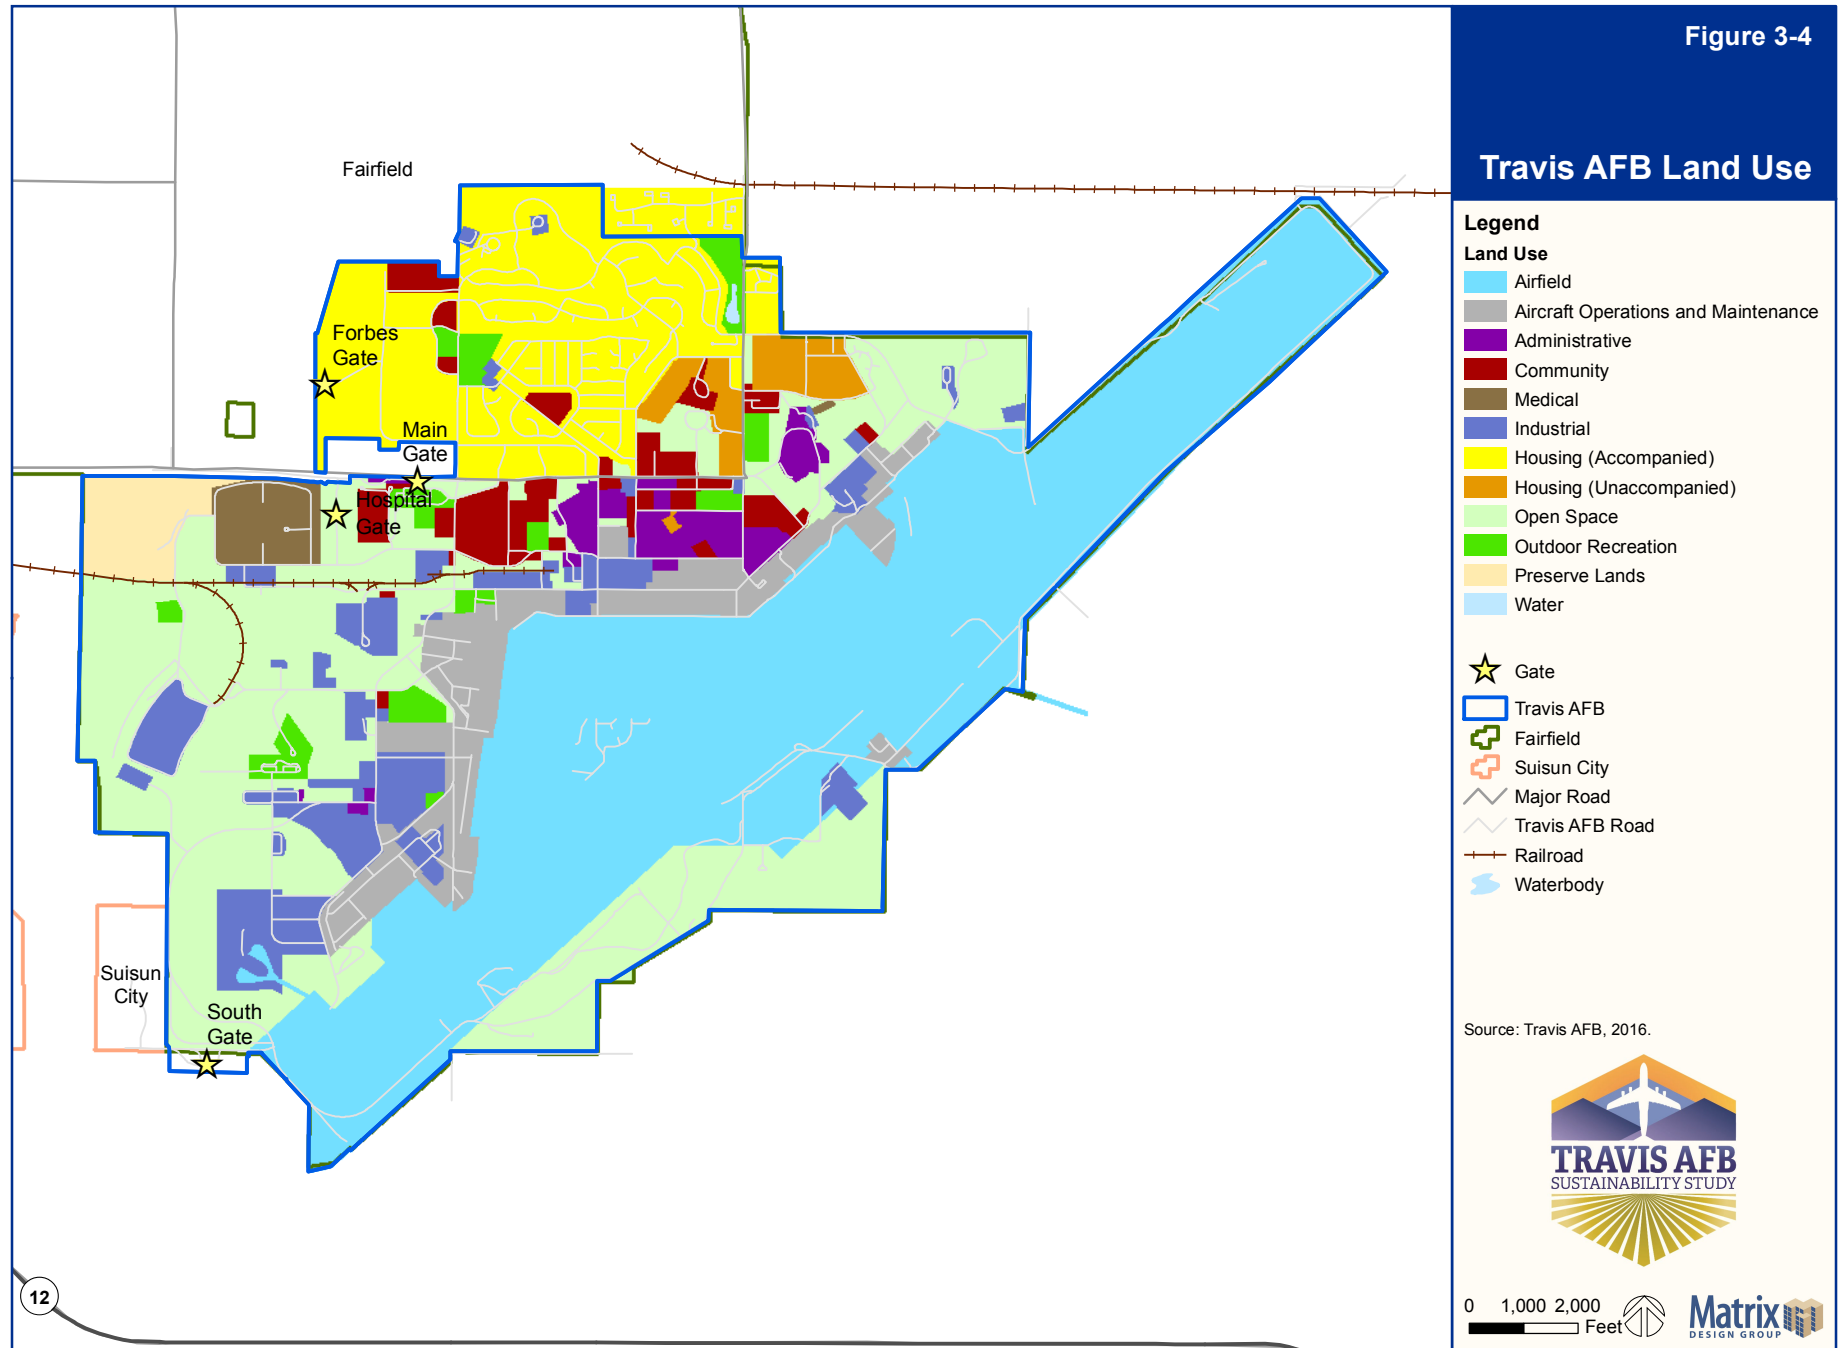 Figure 3-4
Travis AFB Land Use
Fairfield
Forbes
Gate
Main
Gate
Hospital
Gate
Suisun
City
South
Gate
12
Legend
Land Use
Airfield
Aircraft Operations and Maintenance
Administrative
Community
Medical
Industrial
Housing (Accompanied)
Housing (Unaccompanied)
Open Space
Outdoor Recreation
Preserve Lands
Water
Gate
Travis AFB
Fairfield
Suisun City
Major Road
Travis AFB Road
Railroad
Waterbody
Source: Travis AFB, 2016.
TRAVIS AFB
SUSTAINABILITY STUDY
0 1,000 2,000
Feet
Matrix
DESIGN GROUP